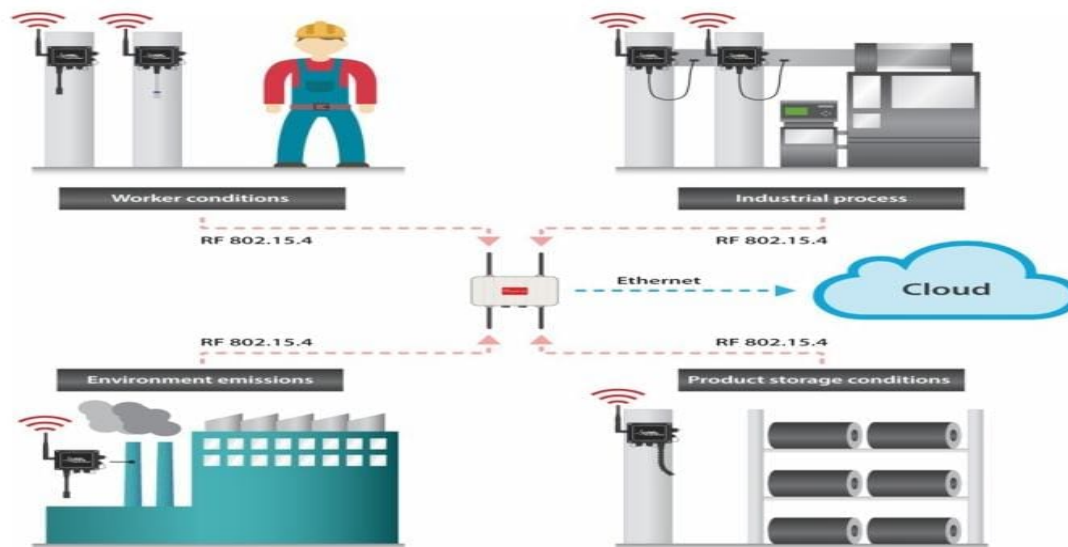 Worker conditions
Industrial process
RF 802.15.4
RF 802.15.4
Ethernet
Cloud
RF 802.15.4
RF 802.15.4
Environment emissions
Product storage conditions